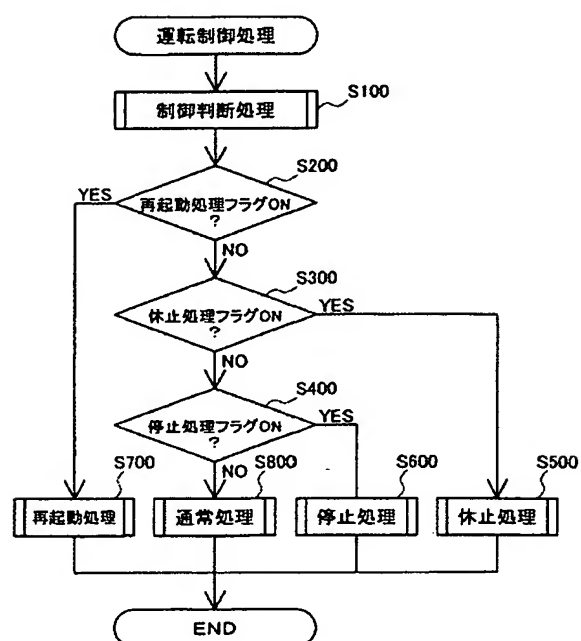 運転制御処理
S100
制御判断処理
S200
YES
再起動処理フラグON
?
NO
S300
YES
休止処理フラグON
?
NO
S400
YES
停止処理フラグON
?
NO
S700
S800
S600
S500
再起動処理
通常処理
停止処理
休止処理
END